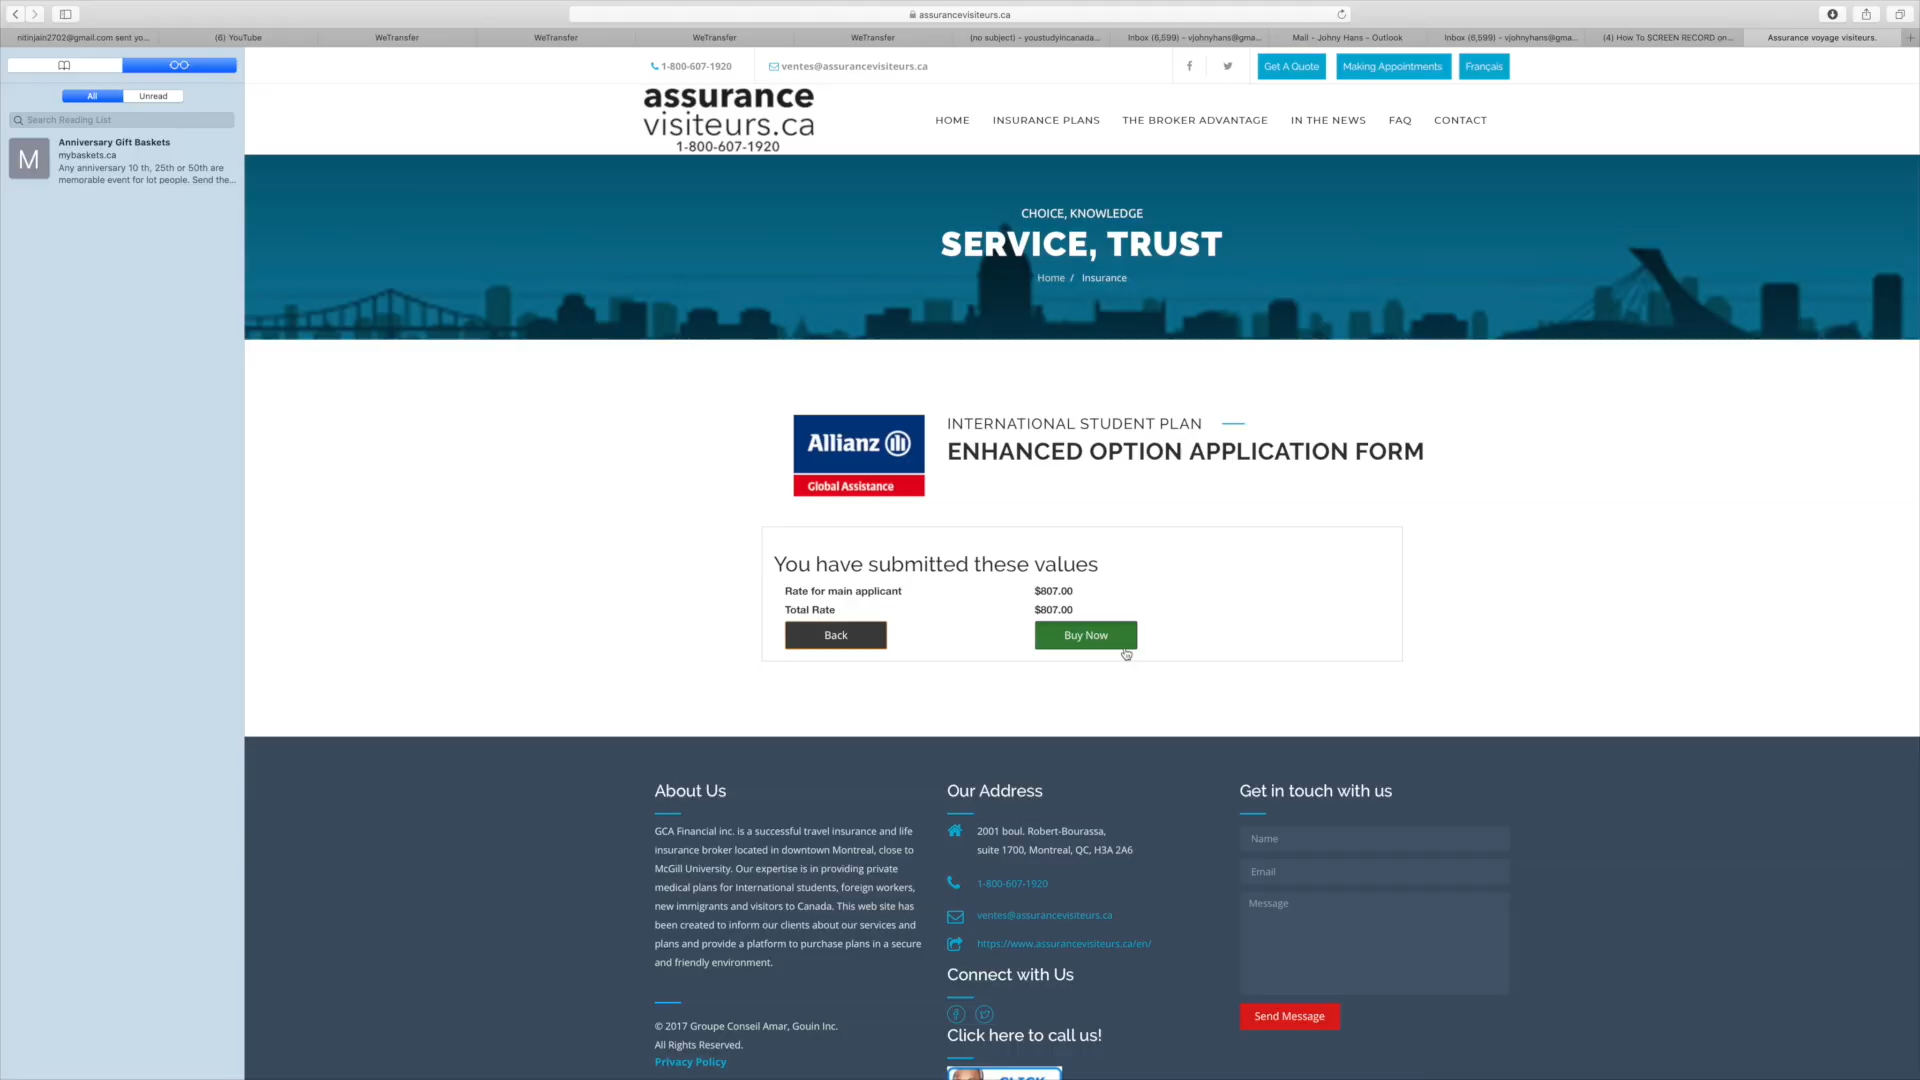 assurancevisiteurs.ca
nitinjain2702@gmail.com sent yo...
(6) YouTube
WeTransfer
WeTransfer
WeTransfer
WeTransfer
(no subject) - youstudyincanada...
Inbox (6,599) - vjohnyhans@gma...
Mail - Johny Hans - Outlook
Inbox (6,599) - vjohnyhans@gma...
(4) How To SCREEN RECORD on...
Assurance voyage visiteurs.
All
Unread
Search Reading List
M
Anniversary Gift Baskets
mybaskets.ca
Any anniversary 10 th, 25th or 50th are
memorable event for lot people. Send the...
1-800-607-1920
ventes@assurancevisiteurs.ca
Get A Quote
Making Appointments
Français
assurance
visiteurs.ca
1-800-607-1920
HOME
INSURANCE PLANS
THE BROKER ADVANTAGE
IN THE NEWS
FAQ
CONTACT
CHOICE, KNOWLEDGE
SERVICE, TRUST
Home / Insurance
Allianz
Global Assistance
INTERNATIONAL STUDENT PLAN
ENHANCED OPTION APPLICATION FORM
You have submitted these values
Rate for main applicant $807.00
Total Rate $807.00
Back
Buy Now
About Us
GCA Financial inc. is a successful travel insurance and life
insurance broker located in downtown Montreal, close to
McGill University. Our expertise is in providing private
medical plans for International students, foreign workers,
new immigrants and visitors to Canada. This web site has
been created to inform our clients about our services and
plans and provide a platform to purchase plans in a secure
and friendly environment.
© 2017 Groupe Conseil Amar, Gouin Inc.
All Rights Reserved.
Privacy Policy
Our Address
2001 boul. Robert-Bourassa,
suite 1700, Montreal, QC, H3A 2A6
1-800-607-1920
ventes@assurancevisiteurs.ca
https://www.assurancevisiteurs.ca/en/
Connect with Us
Click here to call us!
CLICK
Get in touch with us
Name
Email
Message
Send Message